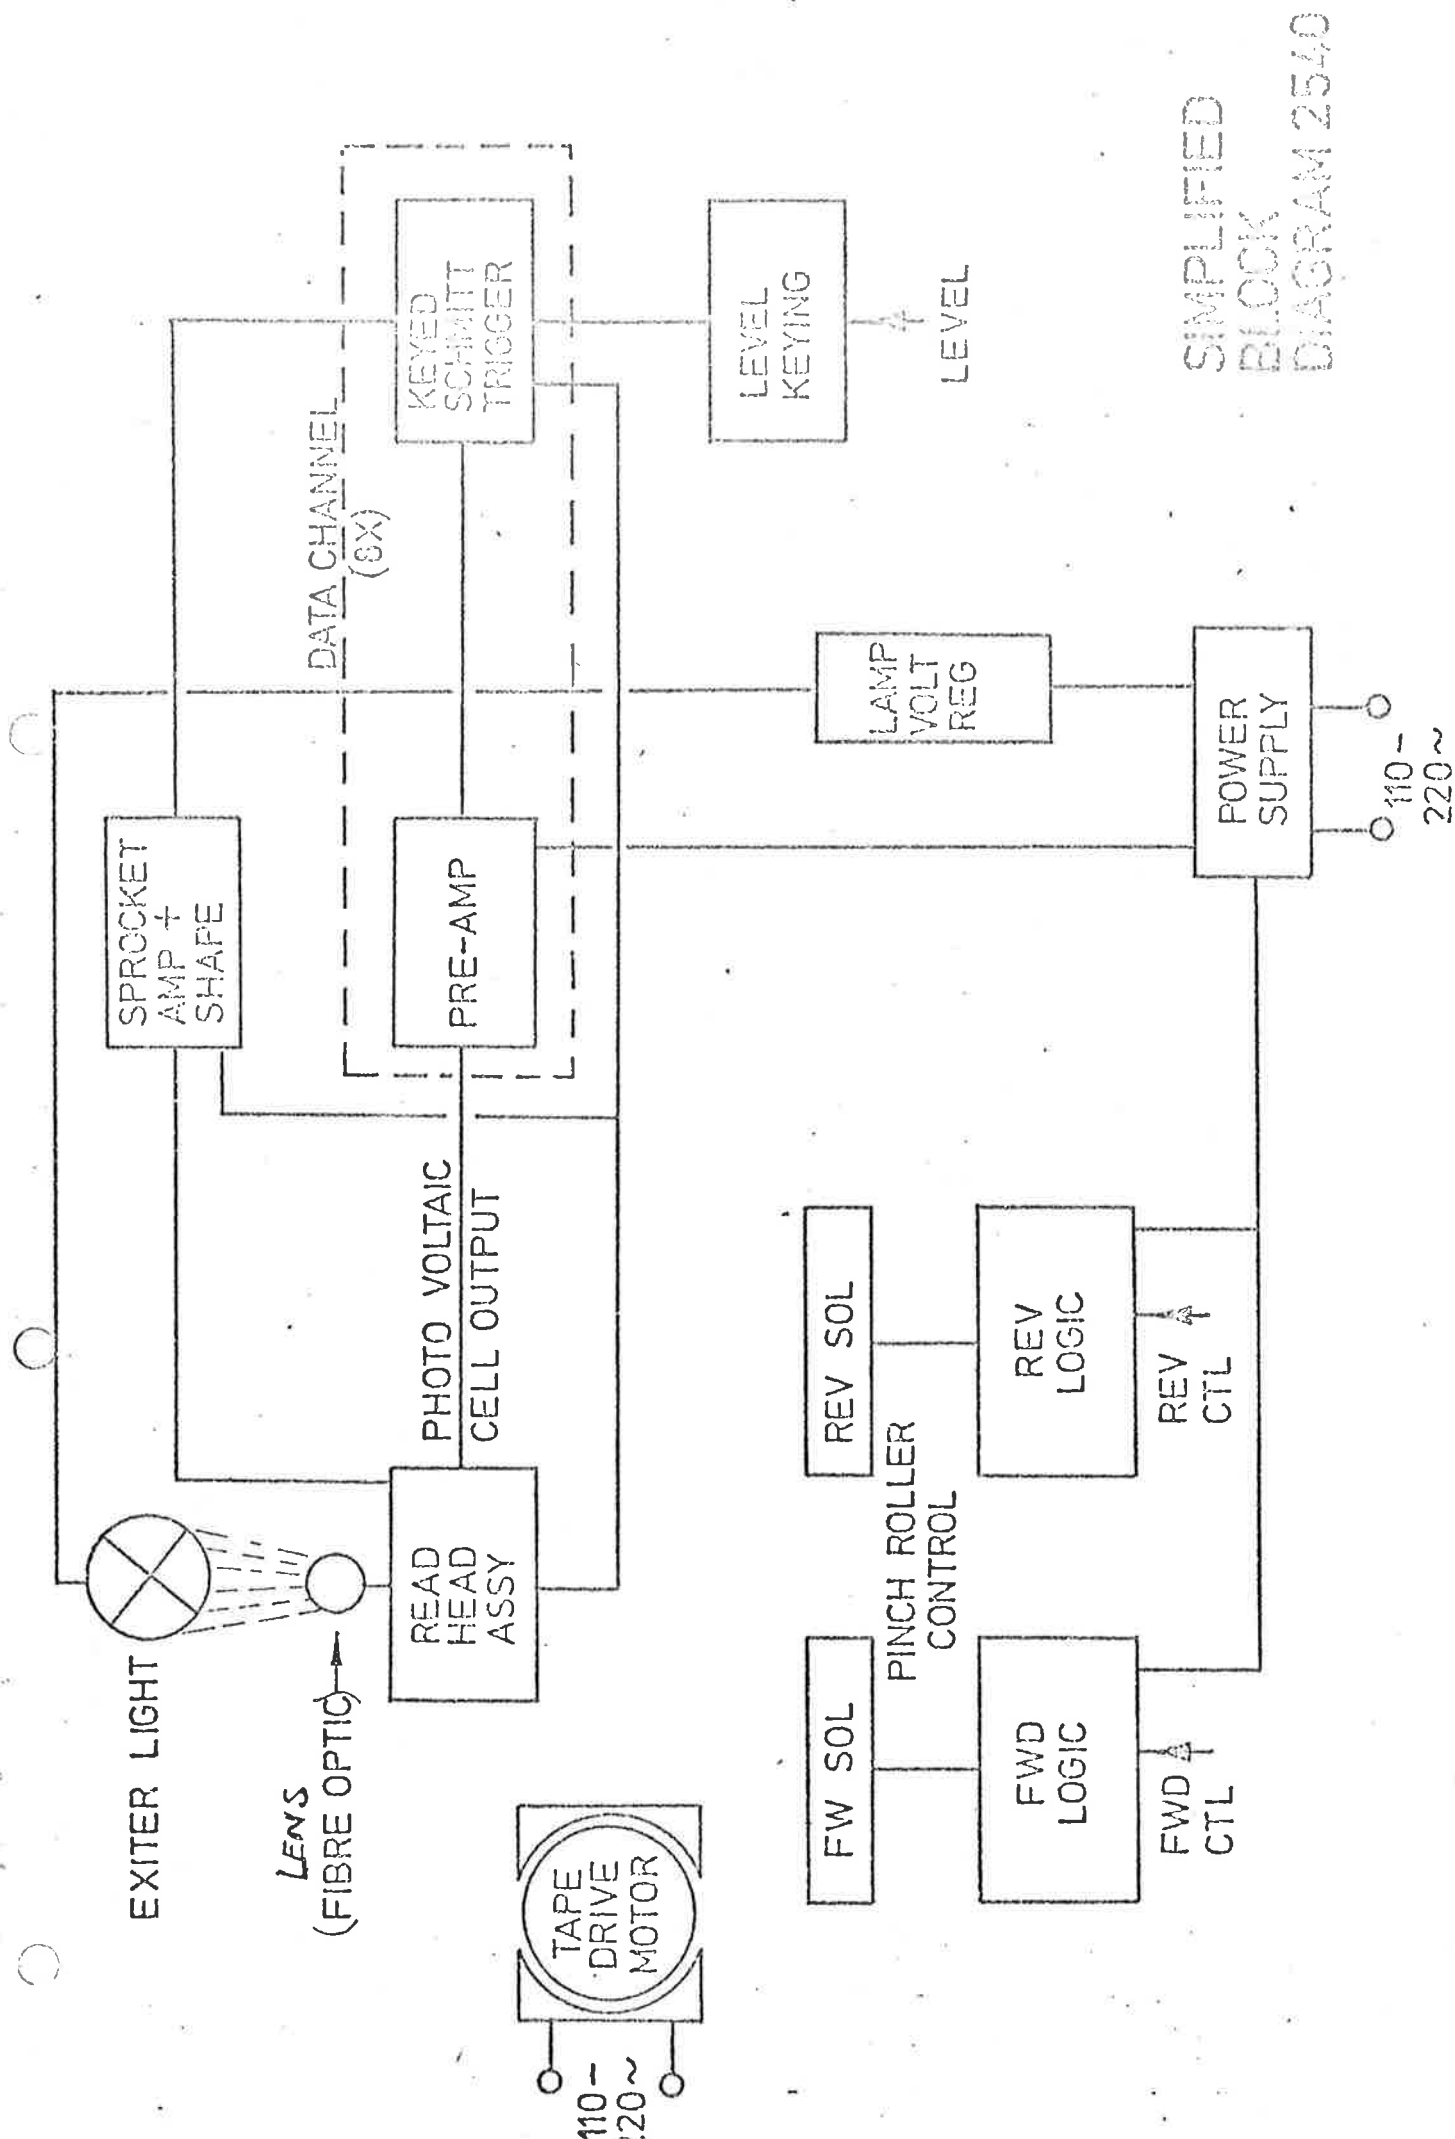 EXITER LIGHT
LENS
(FIBRE OPTIC)
READ
HEAD
ASSY
PHOTO VOLTAIC
CELL OUTPUT
SPROCKET
AMP +
SHAPE
PRE-AMP
DATA CHANNEL
(8X)
KEYED
SCHMITT
TRIGGER
LEVEL
KEYING
LEVEL
TAPE
DRIVE
MOTOR
110-
220~
FW SOL
PINCH ROLLER
CONTROL
REV SOL
FWD
LOGIC
FWD
CTL
REV
LOGIC
REV
CTL
LAMP
VOLT
REG
POWER
SUPPLY
110-
220~
SIMPLIFIED
BLOCK
DIAGRAM 2540